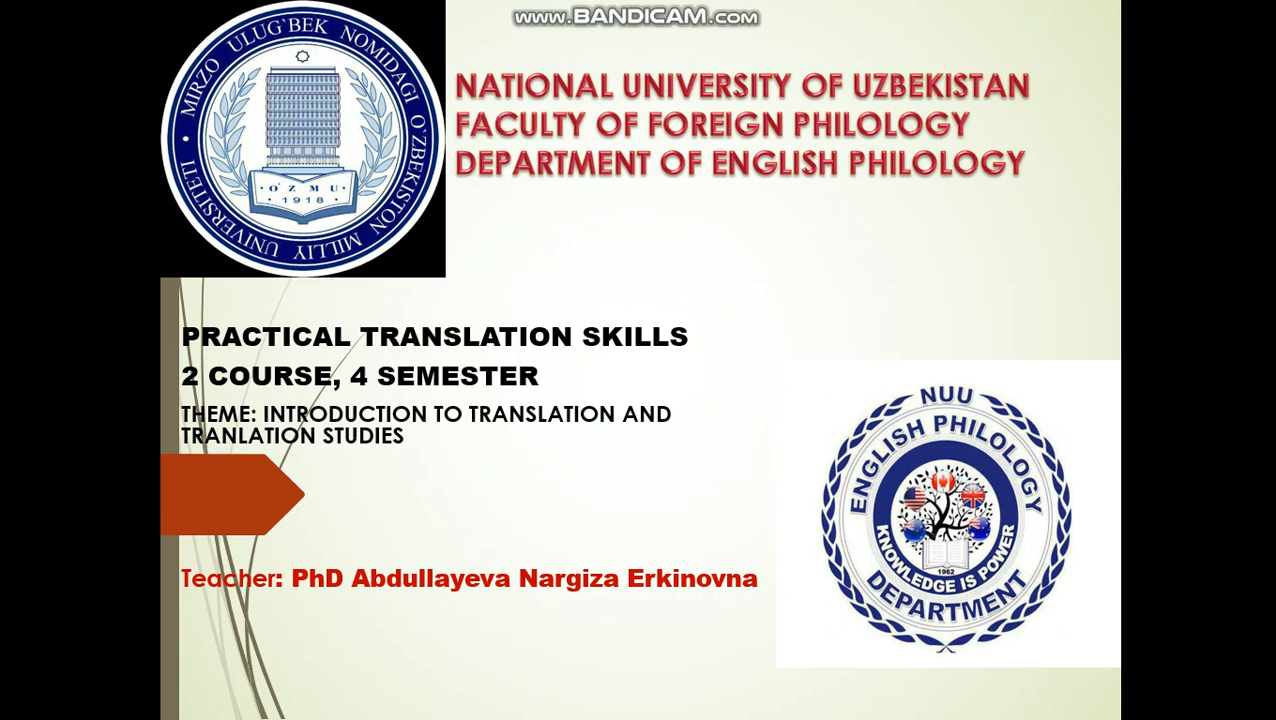 www.BANDICAM.com
MIRZO ULUG`BEK NOMIDAGI O`ZBEKISTON MILLIY UNIVERSITETI
O` Z M U
1918
NATIONAL UNIVERSITY OF UZBEKISTAN
FACULTY OF FOREIGN PHILOLOGY
DEPARTMENT OF ENGLISH PHILOLOGY
PRACTICAL TRANSLATION SKILLS
2 COURSE, 4 SEMESTER
THEME: INTRODUCTION TO TRANSLATION AND
TRANLATION STUDIES
NUU
ENGLISH PHILOLOGY
KNOWLEDGE IS POWER
1962
DEPARTMENT
Teacher: PhD Abdullayeva Nargiza Erkinovna